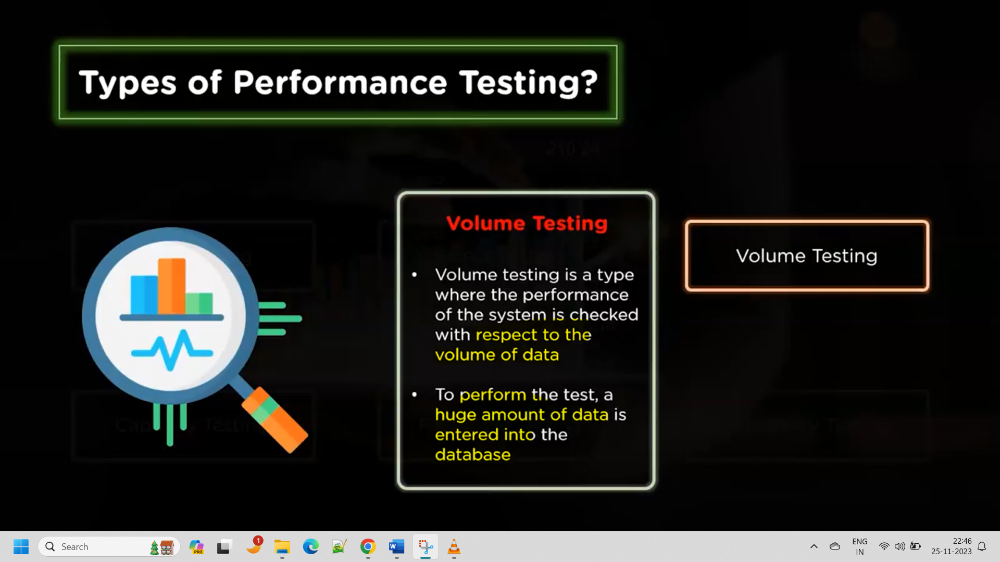 Types of Performance Testing?
Volume Testing
• Volume testing is a type
where the performance
of the system is checked
with respect to the
volume of data
• To perform the test, a
huge amount of data is
entered into the
database
Volume Testing
Search
PRE
1
ENG
IN
22:46
25-11-2023